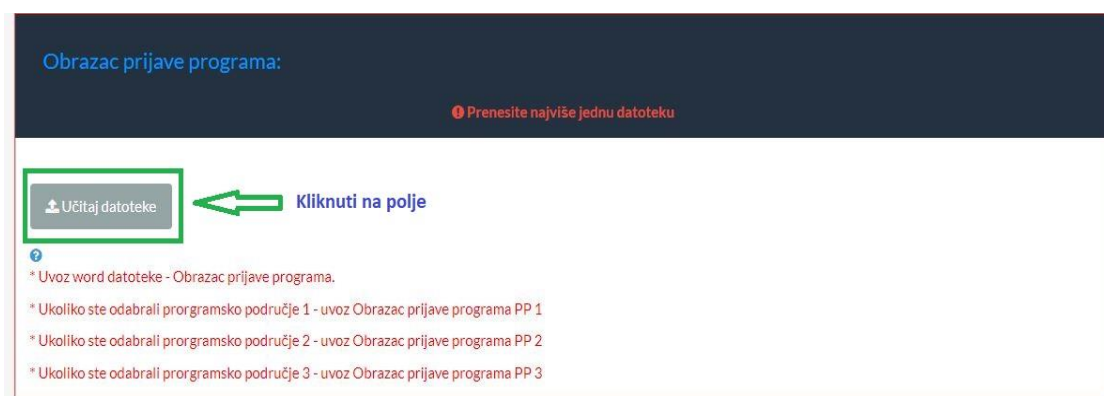 Obrazac prijave programa:
Prenesite najviše jednu datoteku
Učitaj datoteke
Kliknuti na polje
* Uvoz word datoteke - Obrazac prijave programa.
* Ukoliko ste odabrali prorgramsko područje 1 - uvoz Obrazac prijave programa PP 1
* Ukoliko ste odabrali prorgramsko područje 2 - uvoz Obrazac prijave programa PP 2
* Ukoliko ste odabrali prorgramsko područje 3 - uvoz Obrazac prijave programa PP 3